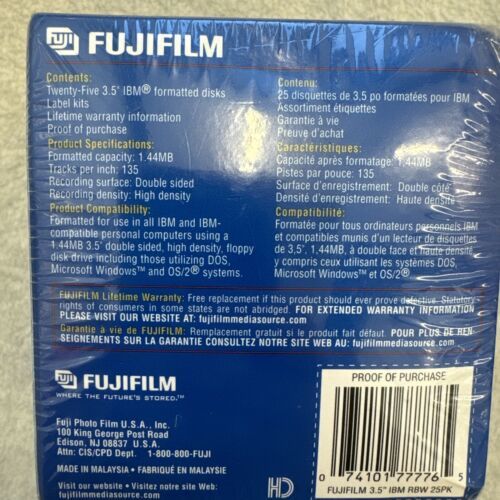 FUJIFILM
Contents:
Twenty-Five 3.5" IBM® formatted disks
Label kits
Lifetime warranty information
Proof of purchase
Product Specifications:
Formatted capacity: 1.44MB
Tracks per inch: 135
Recording surface: Double sided
Recording density: High density
Product Compatibility:
Formatted for use in all IBM and IBM-
compatible personal computers using a
1.44MB 3.5" double sided, high density, floppy
disk drive including those utilizing DOS,
Microsoft Windows™ and OS/2® systems.
Contenu:
25 disquettes de 3,5 po formatées pour IBM
Assortiment étiquettes
Garantie à vie
Preuve d'achat
Caractéristiques:
Capacité après formatage: 1,44MB
Pistes par pouce: 135
Surface d'enregistrement: Double côté
Densité d'enregistrement: Haute densité
Compatibilité:
Formatée pour tous ordinateurs personnels IBM
et compatibles munis d'un lecteur de disquettes
de 3,5", 1,44MB, à double face et haute densité
y compris ceux utilisant les systèmes DOS,
Microsoft Windows™ et OS/2®.
FUJIFILM Lifetime Warranty: Free replacement if this product should ever prove defective. Statutory
rights of consumers in some states are not abridged. FOR EXTENDED WARRANTY INFORMATION
PLEASE VISIT OUR WEBSITE AT: fujifilmmediasource.com
Garantie à vie de FUJIFILM: Remplacement gratuit si le produit fait défaut. POUR PLUS DE REN-
SEIGNEMENTS SUR LA GARANTIE CONSULTEZ NOTRE SITE WEB AU: fujifilmmediasource.com
FUJIFILM
WHERE THE FUTURE'S STORED.™
Fuji Photo Film U.S.A., Inc.
100 King George Post Road
Edison, NJ 08837 U.S.A.
Attn: CIS/CPD Dept. 1-800-800-FUJI
MADE IN MALAYSIA • FABRIQUÉ EN MALAYSIE
Visit our website at:
HD
PROOF OF PURCHASE
0 74101 77776 5
FUJIFILM 3.5" IBM RBW 25PK